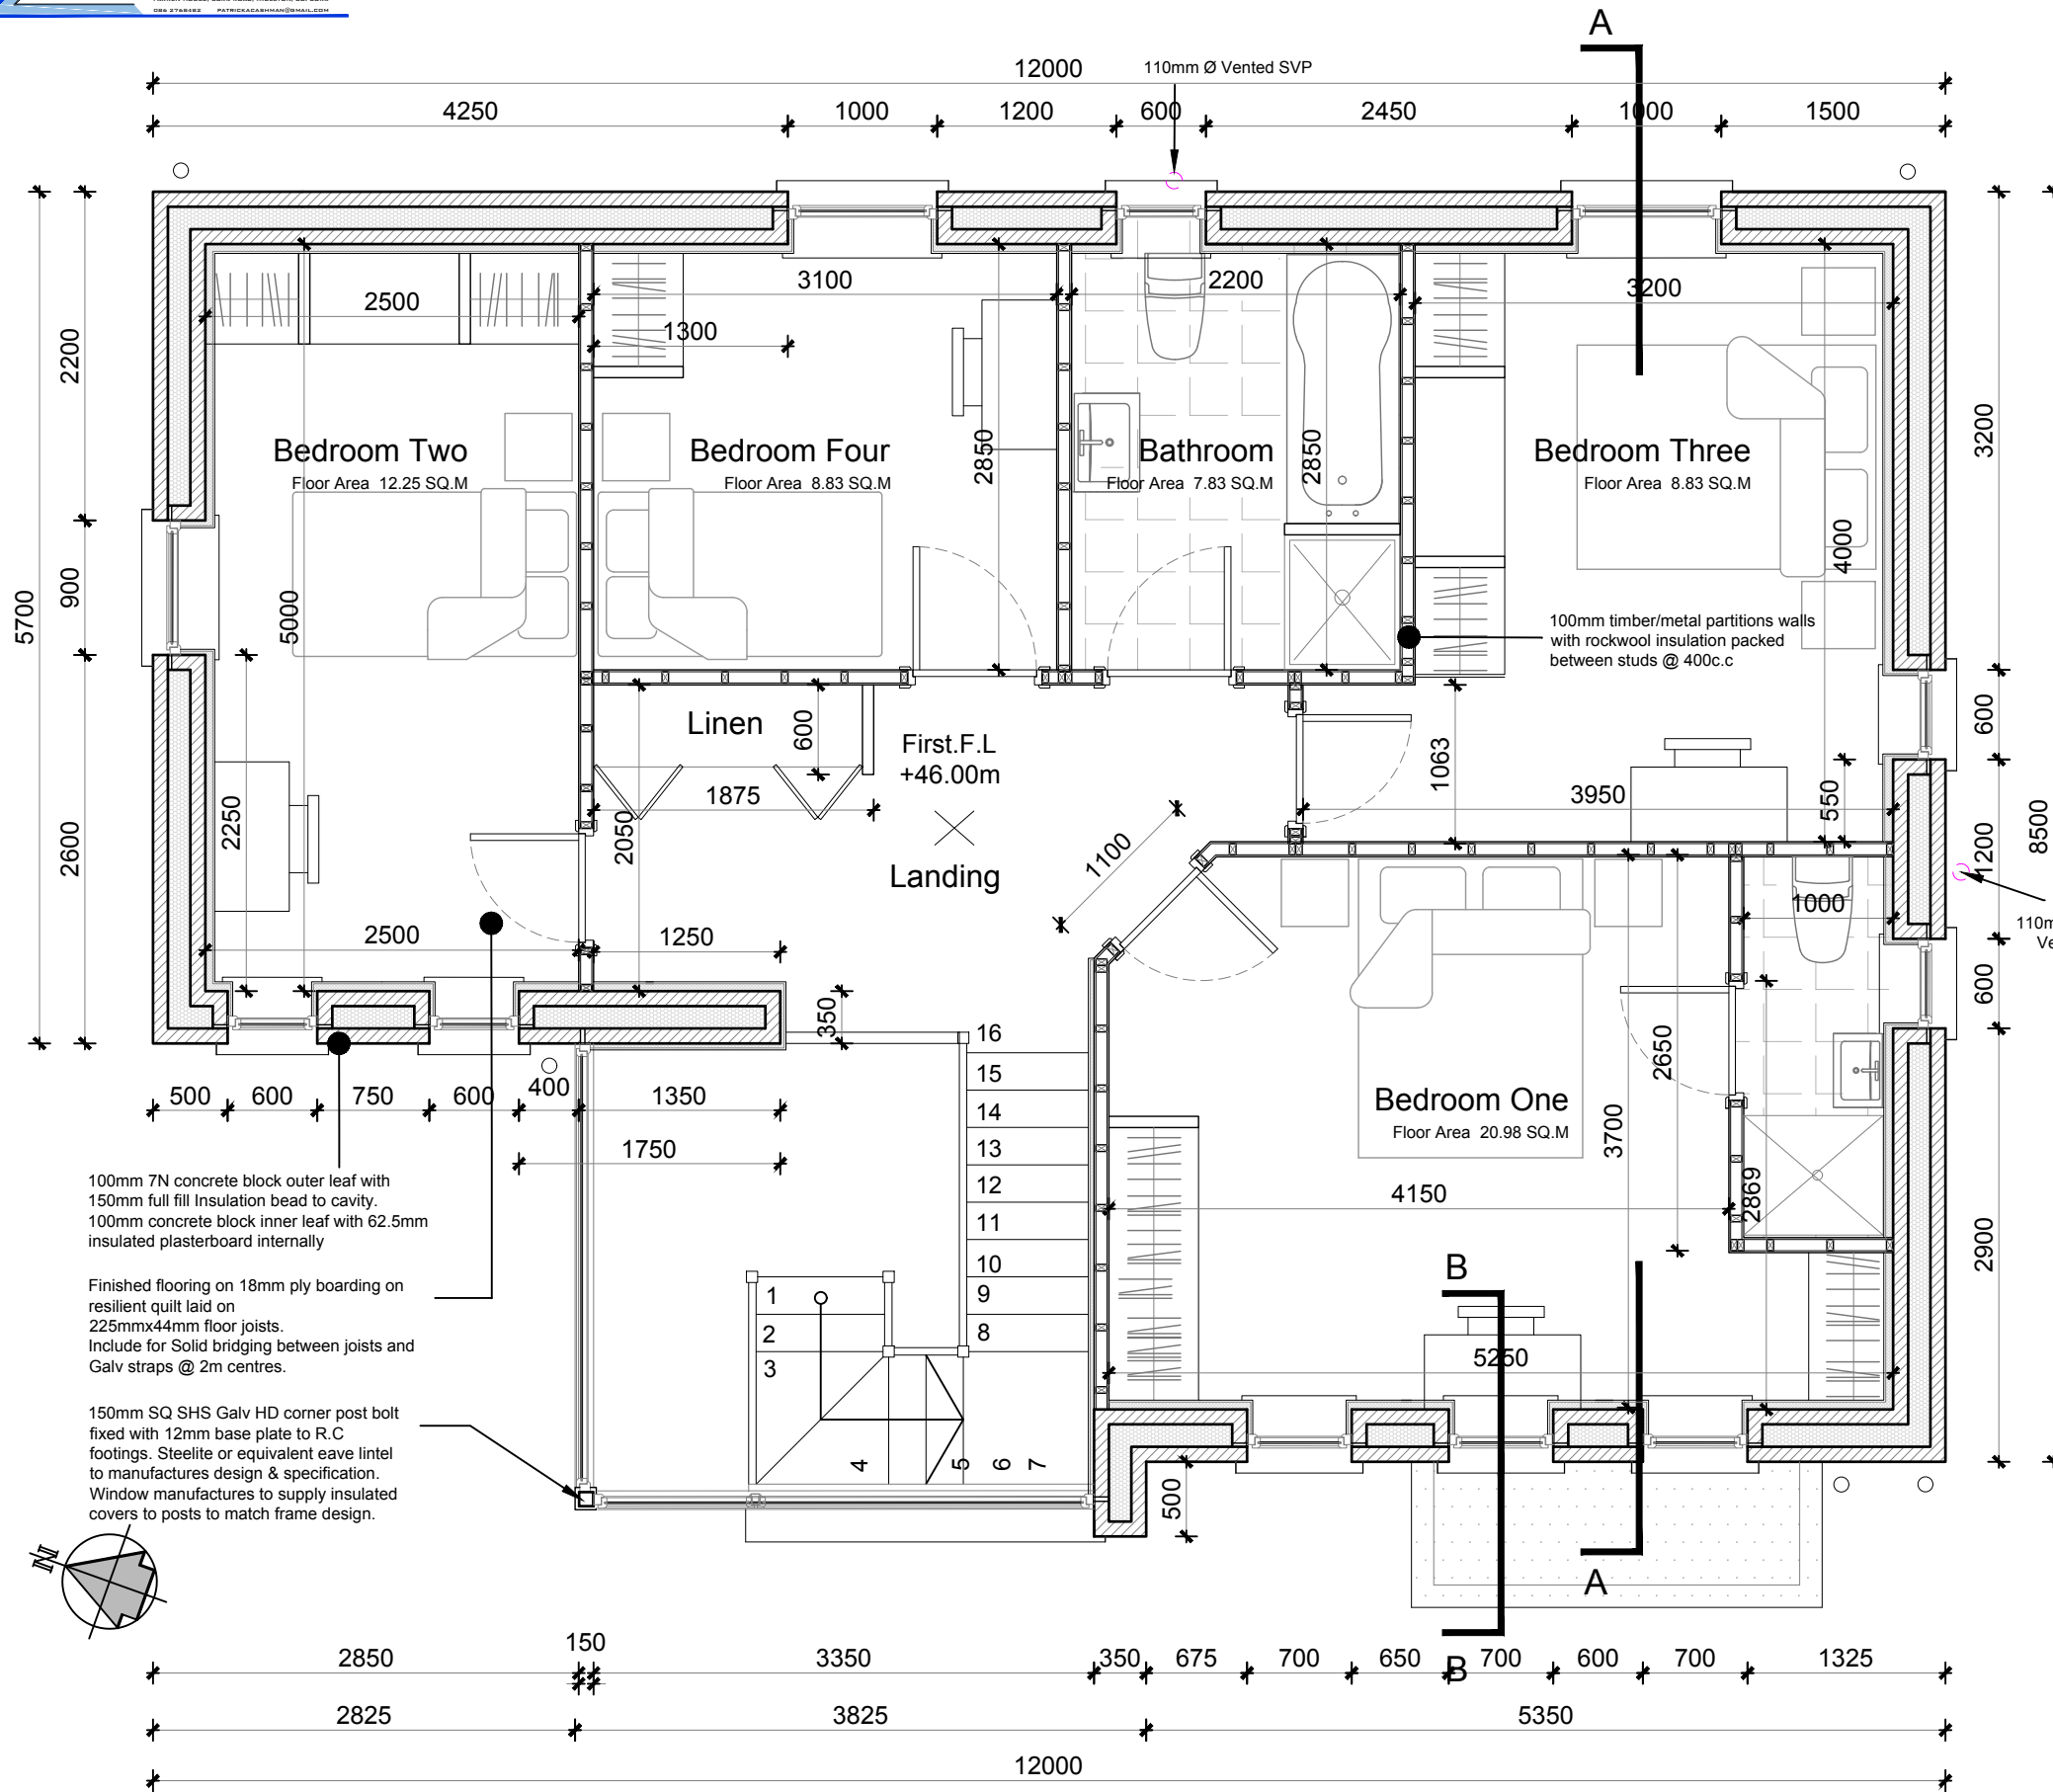 086 2768482 PATRICKACASHMAN@GMAIL.COM
A
12000
110mm Ø Vented SVP
4250 1000 1200 600 2450 1000 1500
5700
2200
900
2600
2500
3100
2200
3200
1300
Bedroom Two
Floor Area 12.25 SQ.M
Bedroom Four
Floor Area 8.83 SQ.M
Bathroom
Floor Area 7.83 SQ.M
Bedroom Three
Floor Area 8.83 SQ.M
5000
2850
2850
4000
3200
600
1200
600
2900
8500
100mm timber/metal partitions walls
with rockwool insulation packed
between studs @ 400c.c
Linen
600
First.F.L
+46.00m
1875
Landing
1063
3950
550
1100
2250
2050
2500
1250
350
1000
110m
Ve
500 600 750 600 400 1350
1750
16
15
14
13
12
11
10
9
8
1
2
3
4
5
6
7
Bedroom One
Floor Area 20.98 SQ.M
2650
3700
2869
4150
5250
B
500
100mm 7N concrete block outer leaf with
150mm full fill Insulation bead to cavity.
100mm concrete block inner leaf with 62.5mm
insulated plasterboard internally
Finished flooring on 18mm ply boarding on
resilient quilt laid on
225mmx44mm floor joists.
Include for Solid bridging between joists and
Galv straps @ 2m centres.
150mm SQ SHS Galv HD corner post bolt
fixed with 12mm base plate to R.C
footings. Steelite or equivalent eave lintel
to manufactures design & specification.
Window manufactures to supply insulated
covers to posts to match frame design.
N
A
B
2850 150 3350 350 675 700 650 700 600 700 1325
2825 3825 5350
12000